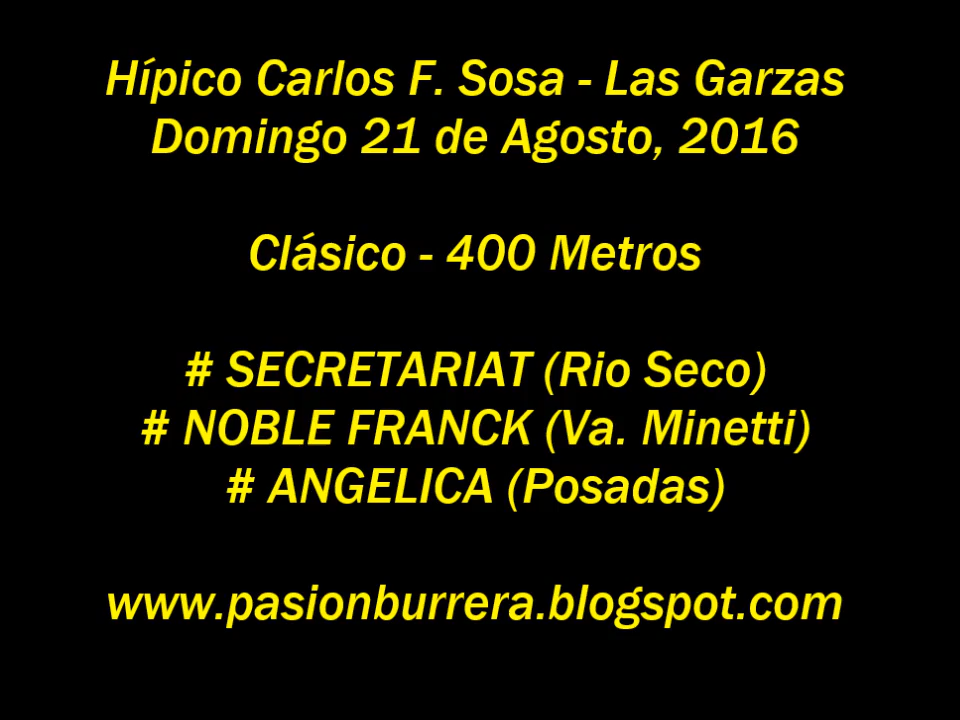 Hípico Carlos F. Sosa - Las Garzas
Domingo 21 de Agosto, 2016
Clásico - 400 Metros
# SECRETARIAT (Rio Seco)
# NOBLE FRANCK (Va. Minetti)
# ANGELICA (Posadas)
www.pasionburrera.blogspot.com